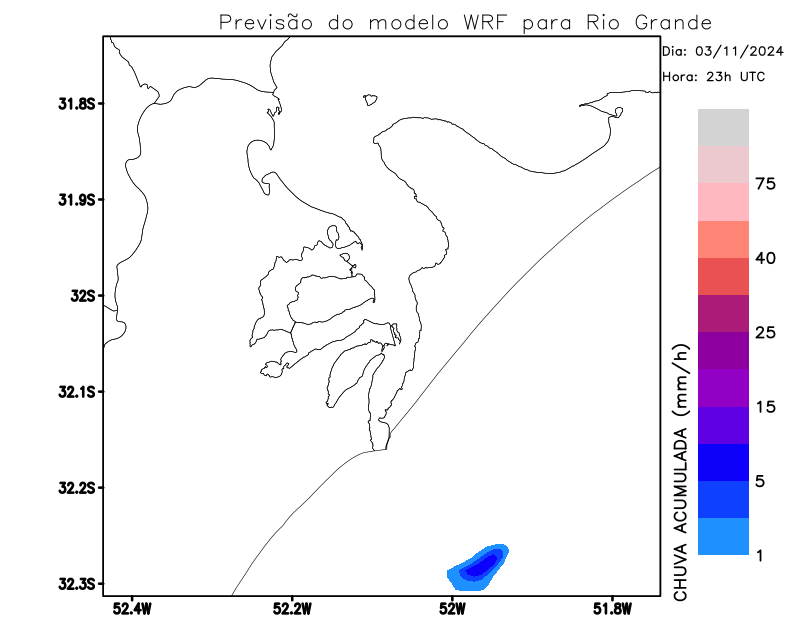 Previsão do modelo WRF para Rio Grande
Dia: 03/11/2024
Hora: 23h UTC
31.8S
31.9S
32S
32.1S
32.2S
32.3S
52.4W
52.2W
52W
51.8W
CHUVA ACUMULADA (mm/h)
75
40
25
15
5
1